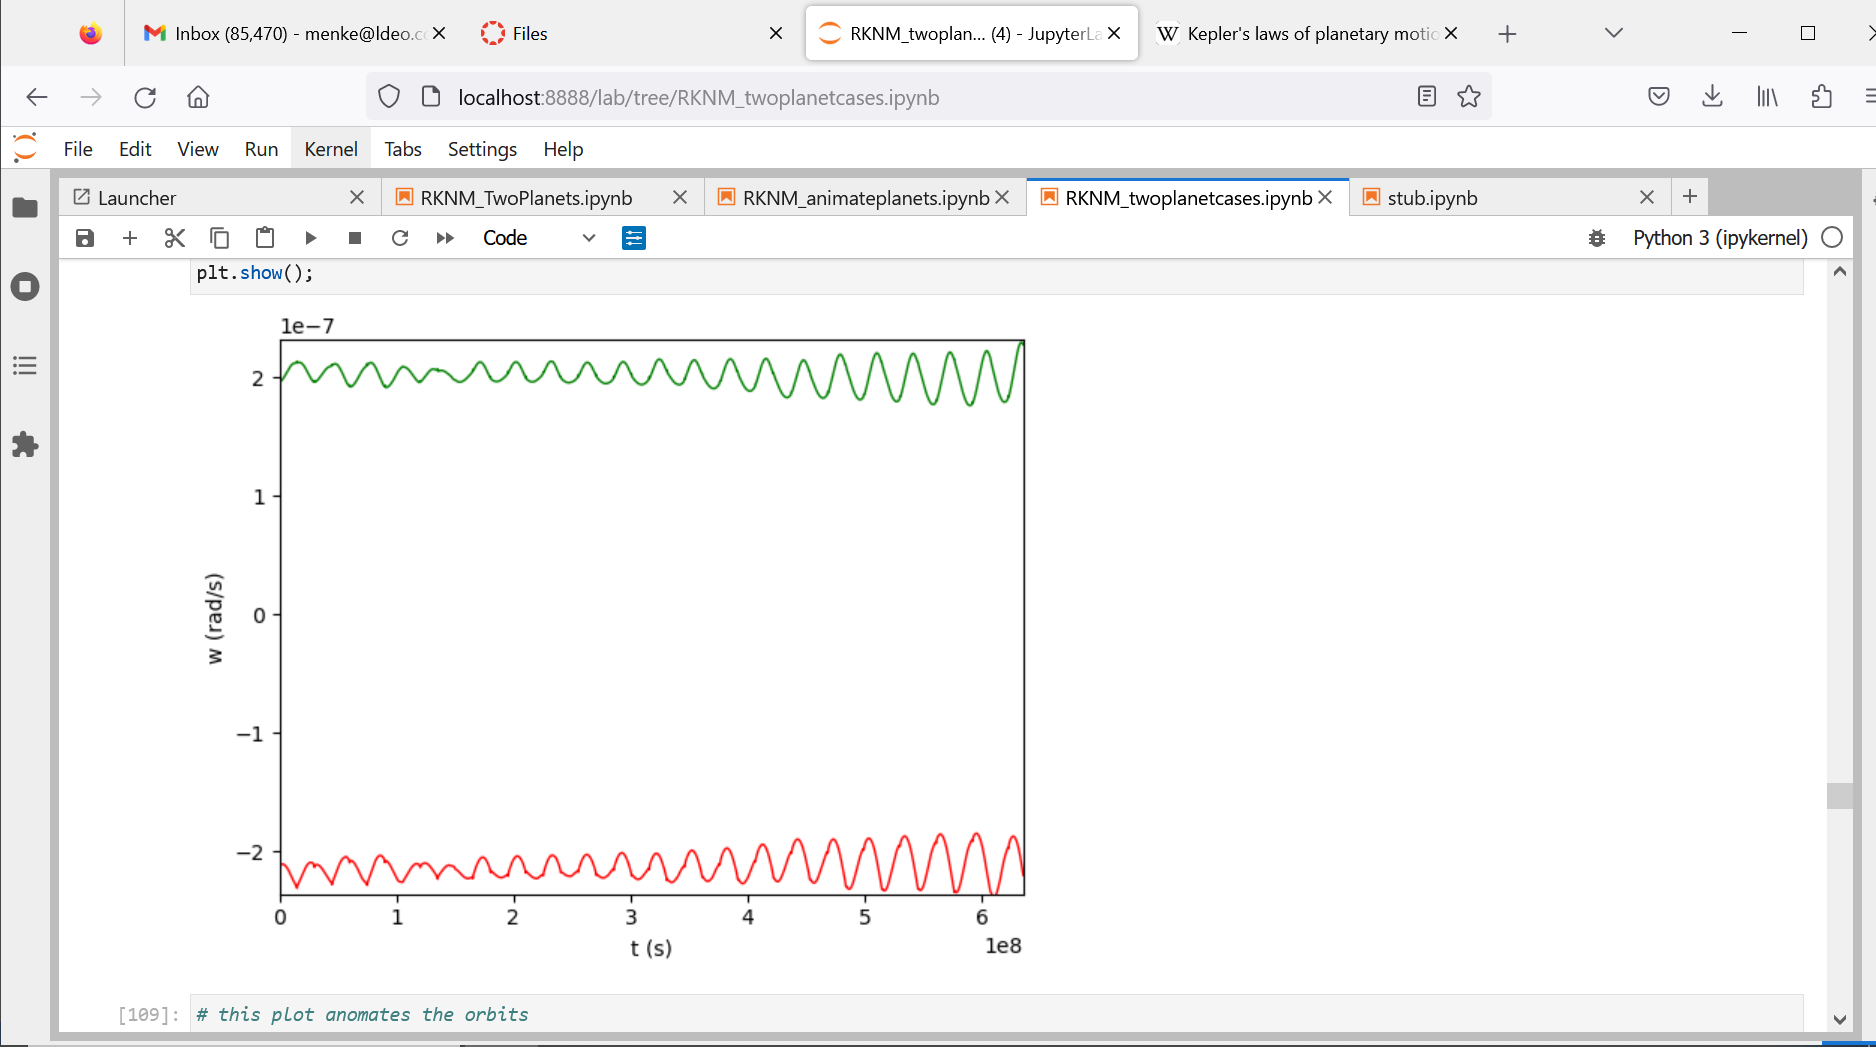 Inbox (85,470) - menke@ldeo.c
Files
RKNM_twoplan... (4) - JupyterLa
W Kepler's laws of planetary motio
localhost:8888/lab/tree/RKNM_twoplanetcases.ipynb
File Edit View Run Kernel Tabs Settings Help
Launcher
RKNM_TwoPlanets.ipynb
RKNM_animateplanets.ipynb
RKNM_twoplanetcases.ipynb
stub.ipynb
Code
Python 3 (ipykernel)
plt.show();
1e−7
2
1
0
−1
−2
w (rad/s)
0 1 2 3 4 5 6
t (s)
1e8
[109]: # this plot anomates the orbits